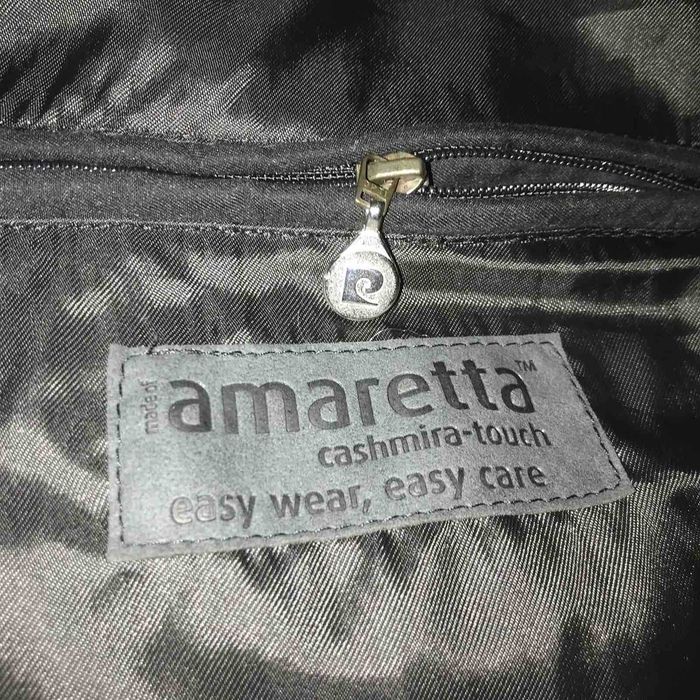 made of
amaretta™
cashmira-touch
easy wear, easy care